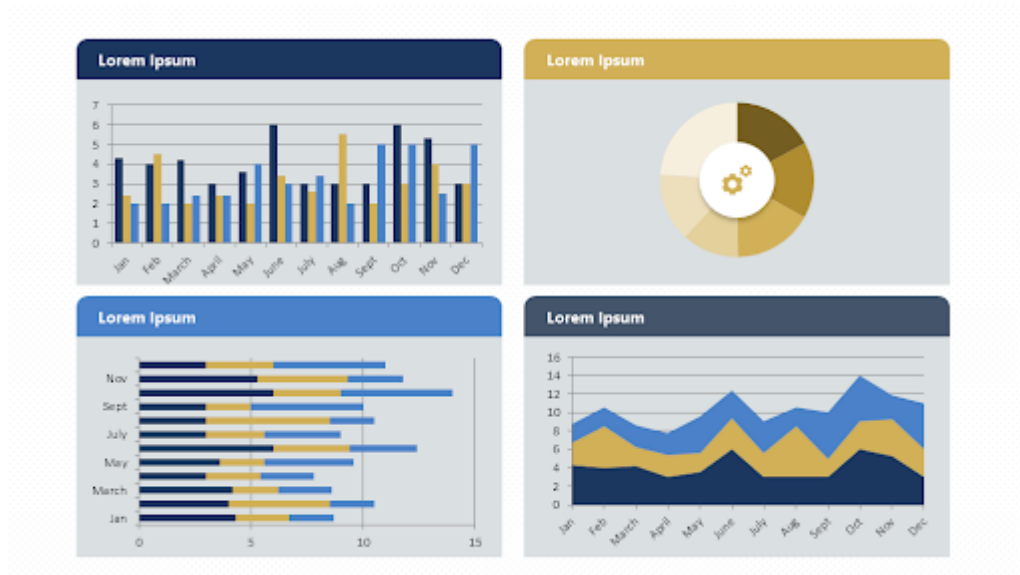 Lorem Ipsum
7
6
5
4
3
2
1
0
Jan Feb March April May June July Aug Sept Oct Nov Dec
Lorem Ipsum
Lorem Ipsum
Nov
Sept
July
May
March
Jan
0 5 10 15
Lorem Ipsum
16
14
12
10
8
6
4
2
0
Jan Feb March April May June July Aug Sept Oct Nov Dec